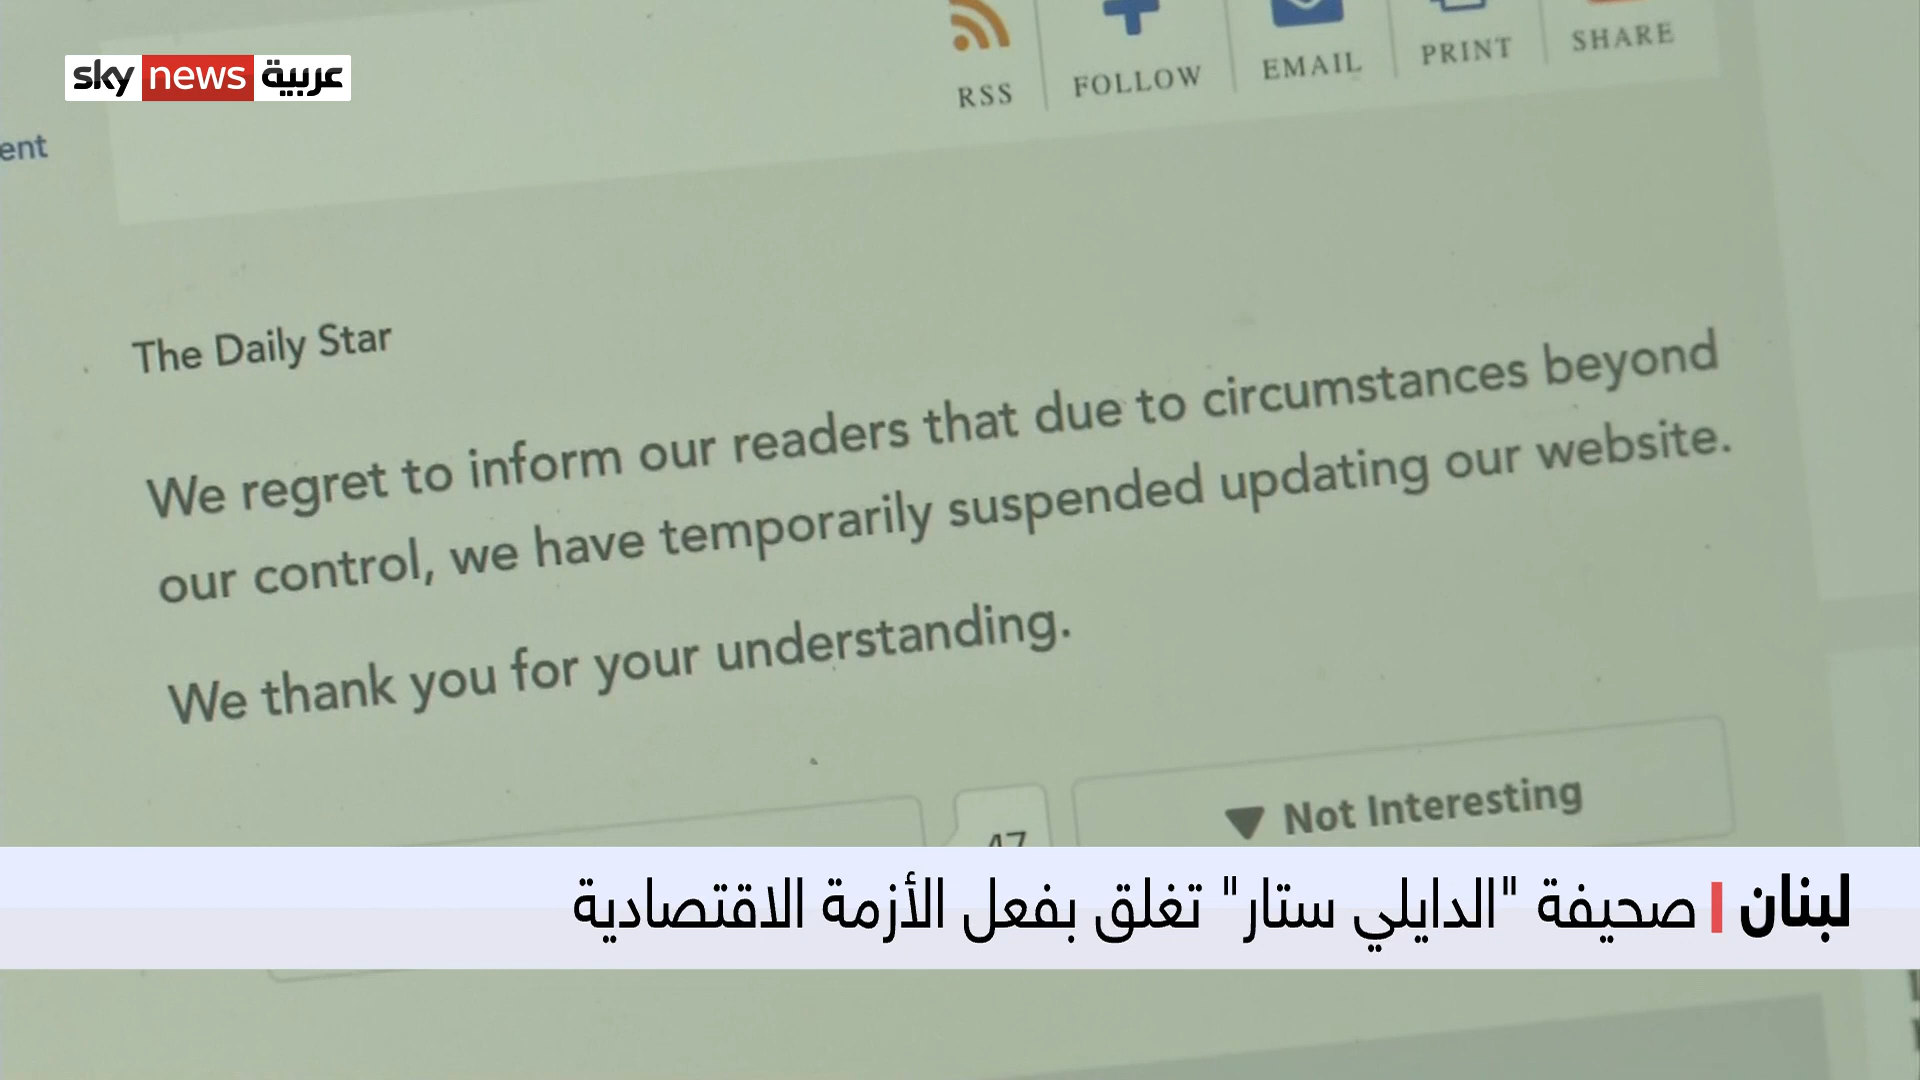 sky news عربية
RSS
FOLLOW
EMAIL
PRINT
SHARE
ent
The Daily Star
We regret to inform our readers that due to circumstances beyond
our control, we have temporarily suspended updating our website.
We thank you for your understanding.
47
▼ Not Interesting
لبنان | صحيفة "الدايلي ستار" تغلق بفعل الأزمة الاقتصادية